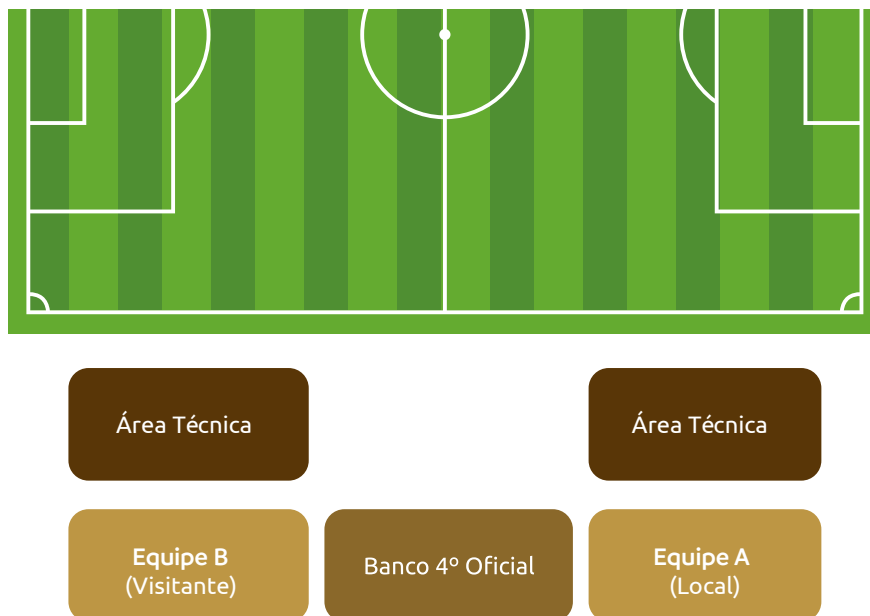 Área Técnica
Área Técnica
Equipe B
(Visitante)
Banco 4º Oficial
Equipe A
(Local)